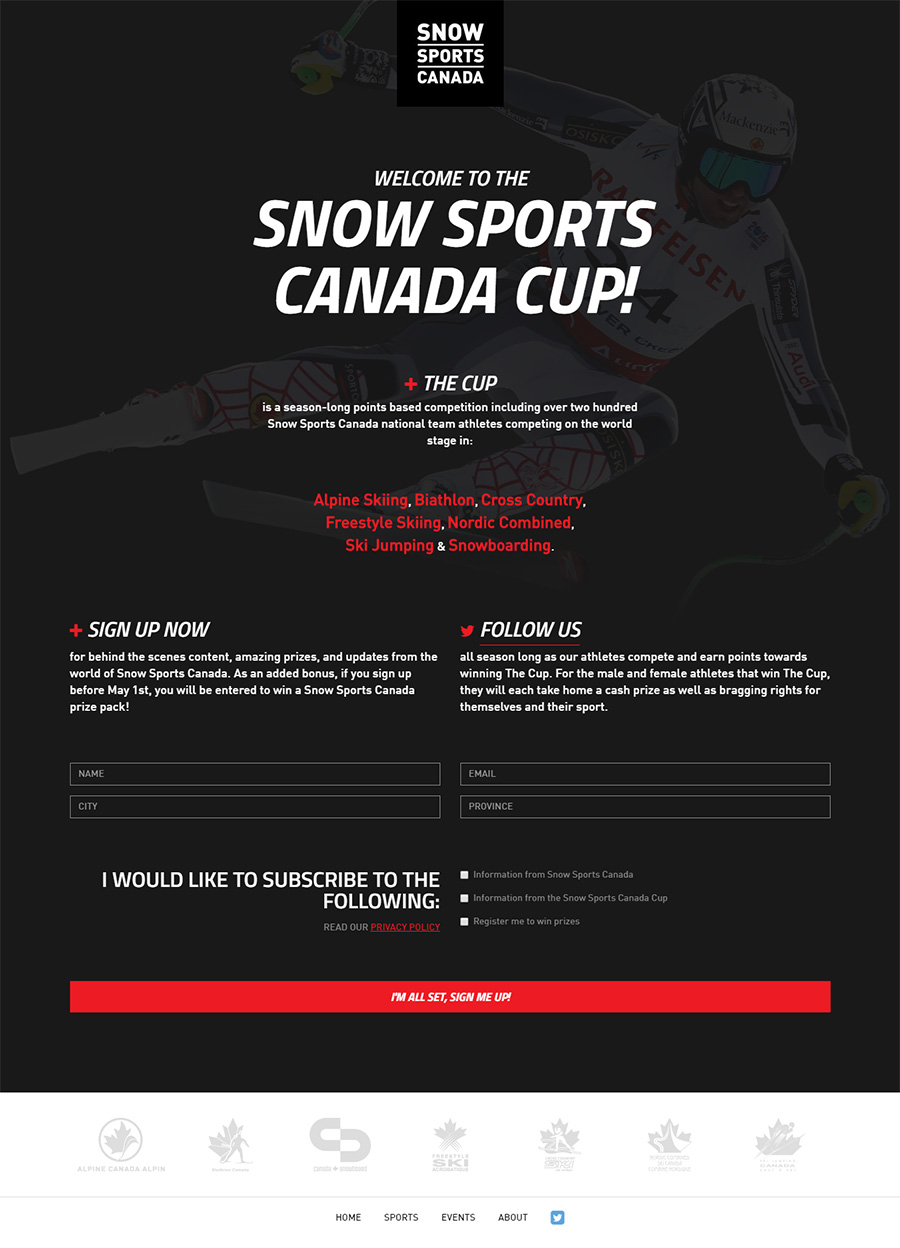 SNOW
SPORTS
CANADA
Mackenzie
OSISKO
RAIFFEISEN
2015
Audi
WELCOME TO THE
SNOW SPORTS
CANADA CUP!
THE CUP
is a season-long points based competition including over two hundred
Snow Sports Canada national team athletes competing on the world
stage in:
Alpine Skiing, Biathlon, Cross Country,
Freestyle Skiing, Nordic Combined,
Ski Jumping & Snowboarding.
SIGN UP NOW
for behind the scenes content, amazing prizes, and updates from the
world of Snow Sports Canada. As an added bonus, if you sign up
before May 1st, you will be entered to win a Snow Sports Canada
prize pack!
FOLLOW US
all season long as our athletes compete and earn points towards
winning The Cup. For the male and female athletes that win The Cup,
they will each take home a cash prize as well as bragging rights for
themselves and their sport.
NAME
EMAIL
CITY
PROVINCE
I WOULD LIKE TO SUBSCRIBE TO THE
FOLLOWING:
READ OUR PRIVACY POLICY
Information from Snow Sports Canada
Information from the Snow Sports Canada Cup
Register me to win prizes
I'M ALL SET, SIGN ME UP!
ALPINE CANADA ALPIN
Biathlon Canada
canada snowboard
FREESTYLE
SKI
ACROBATIQUE
CANADA
HOME SPORTS EVENTS ABOUT